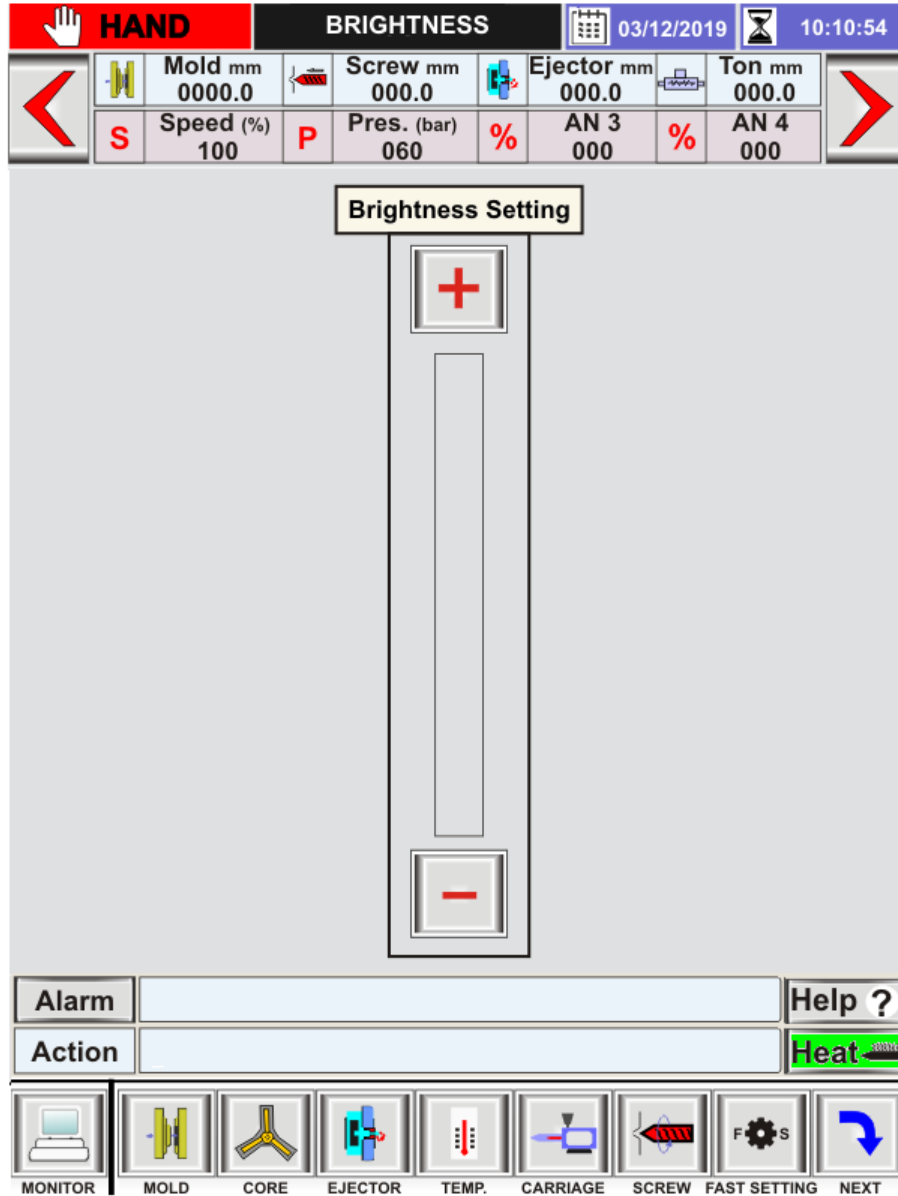 HAND BRIGHTNESS 03/12/2019 10:10:54
Mold mm Screw mm Ejector mm Ton mm
0000.0 000.0 000.0 000.0
S Speed (%) P Pres. (bar) % AN 3 % AN 4
100 060 000 000
Brightness Setting
+
−
Alarm Help ?
Action Heat
F S
MONITOR MOLD CORE EJECTOR TEMP. CARRIAGE SCREW FAST SETTING NEXT